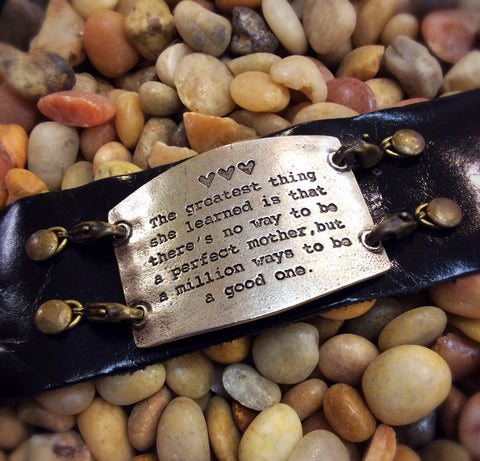 The greatest thing
she learned is that
there's no way to be
a perfect mother,but
a million ways to be
a good one.